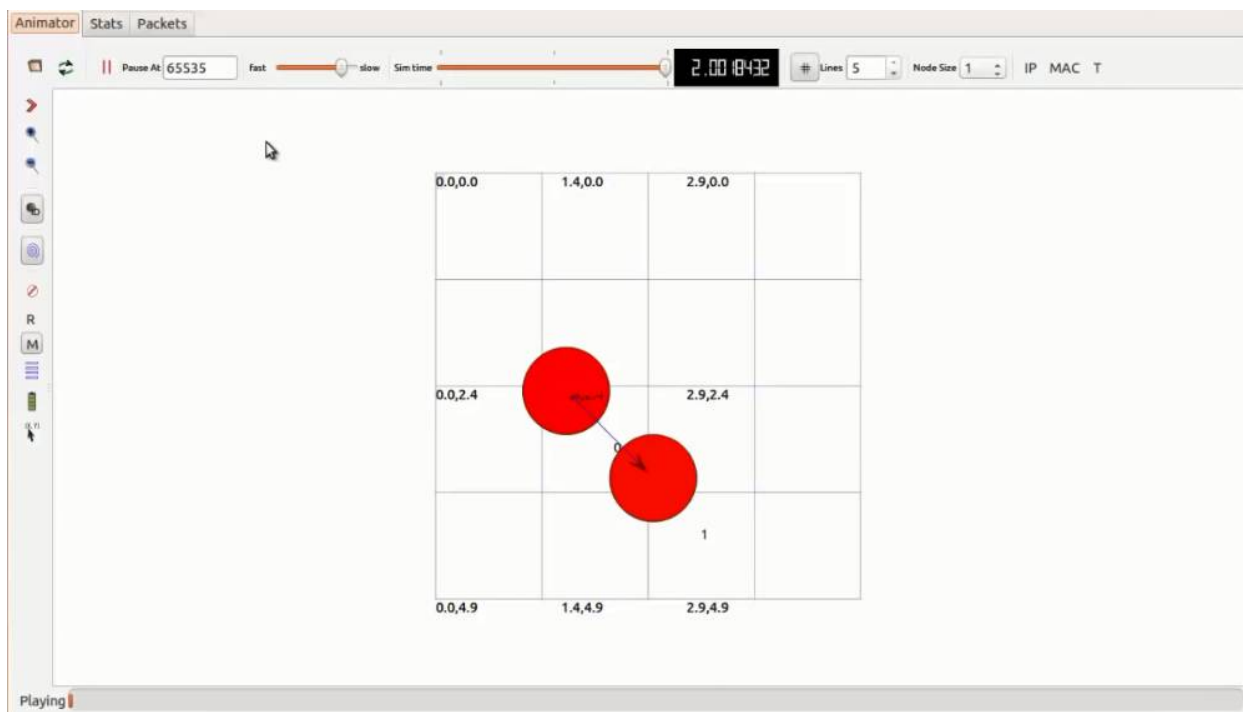 Animator Stats Packets
Pause At 65535 fast slow Sim time 2.0018432 # Lines 5 Node Size 1 IP MAC T
0.0,0.0 1.4,0.0 2.9,0.0
R
M
0.0,2.4 2.9,2.4
0
1
0.0,4.9 1.4,4.9 2.9,4.9
Playing